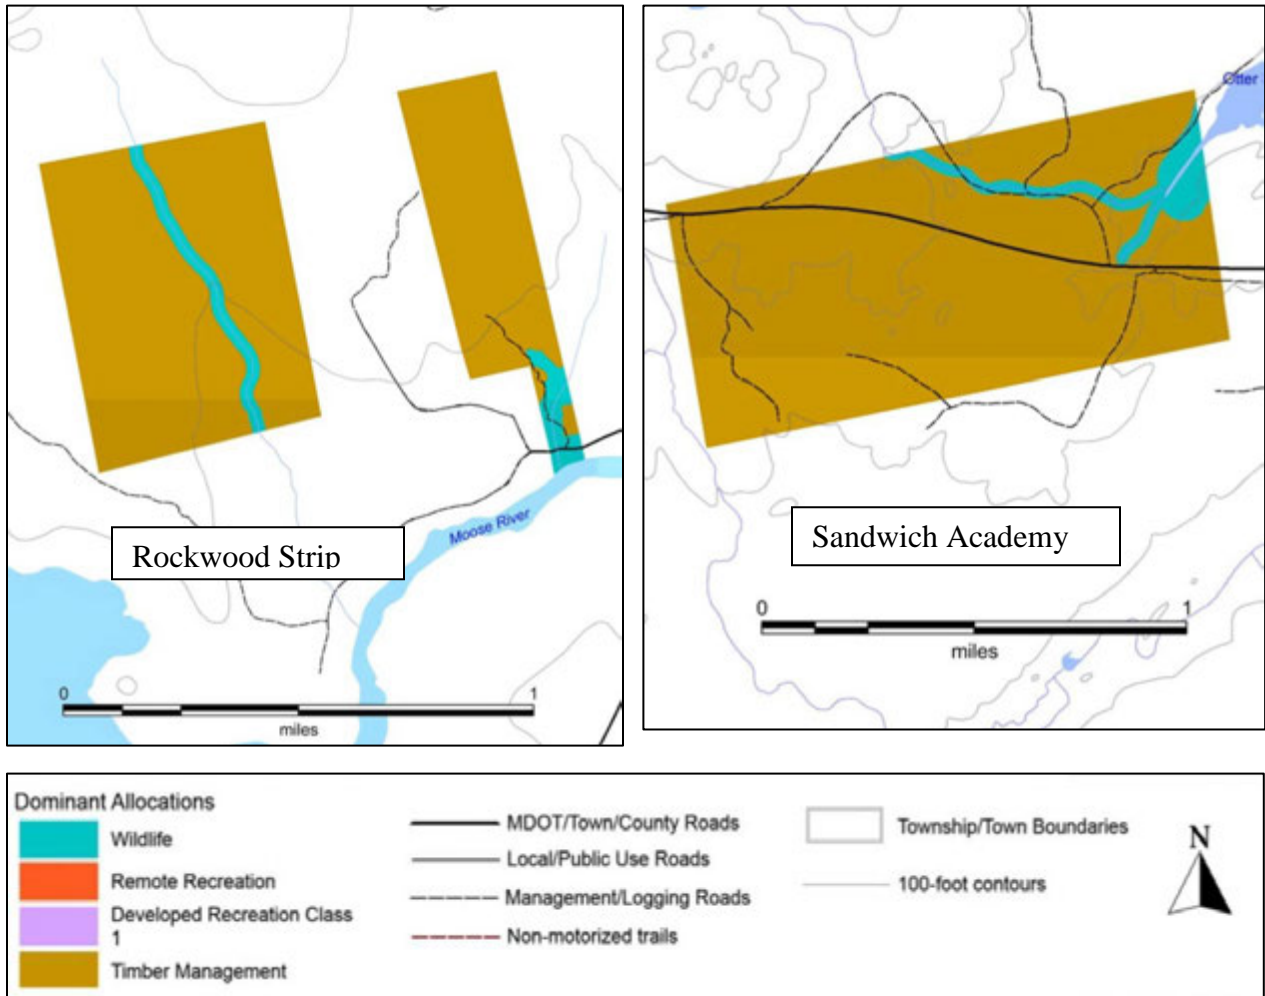 Otter
Moose River
Rockwood Strip
Sandwich Academy
0 1
miles
0 1
miles
Dominant Allocations
Wildlife
Remote Recreation
Developed Recreation Class
1
Timber Management
MDOT/Town/County Roads
Local/Public Use Roads
Management/Logging Roads
Non-motorized trails
Township/Town Boundaries
100-foot contours
N